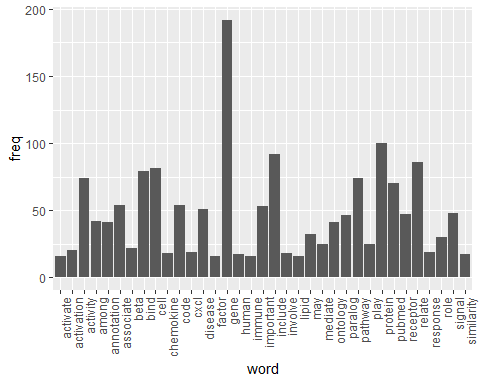 200
150
100
50
0
freq
activate
activation
activity
among
annotation
associate
beta
bind
cell
chemokine
code
cxcl
disease
factor
gene
human
immune
important
include
involve
lipid
may
mediate
ontology
paralog
pathway
play
protein
pubmed
receptor
relate
response
role
signal
similarity
word